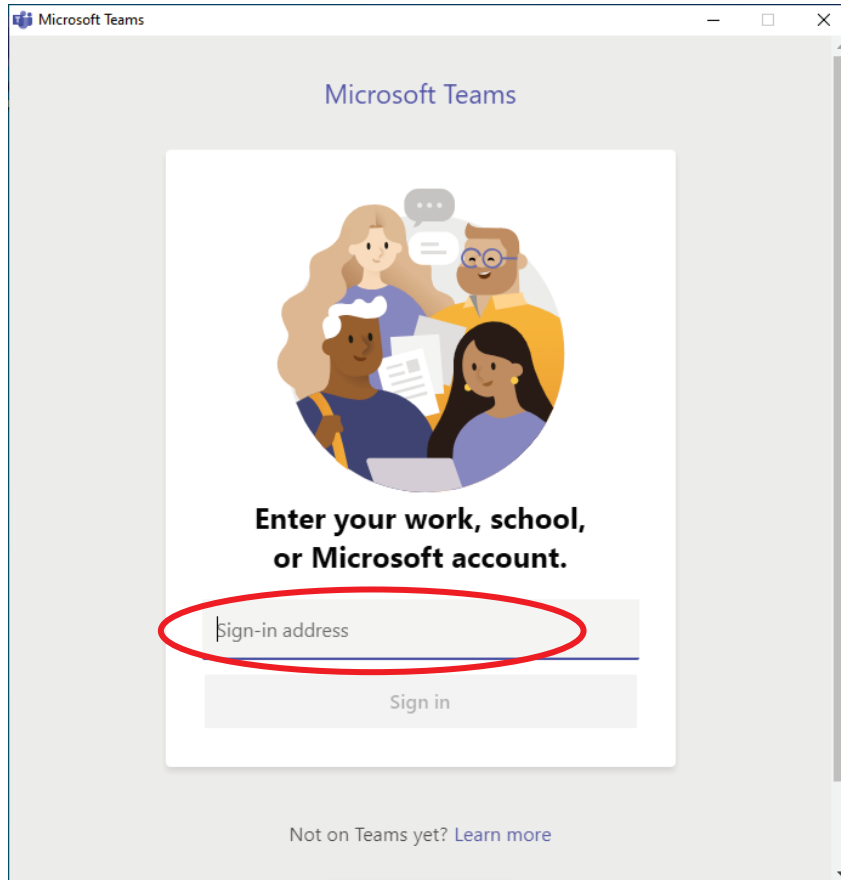 Microsoft Teams
Microsoft Teams
Enter your work, school,
or Microsoft account.
Sign-in address
Sign in
Not on Teams yet? Learn more